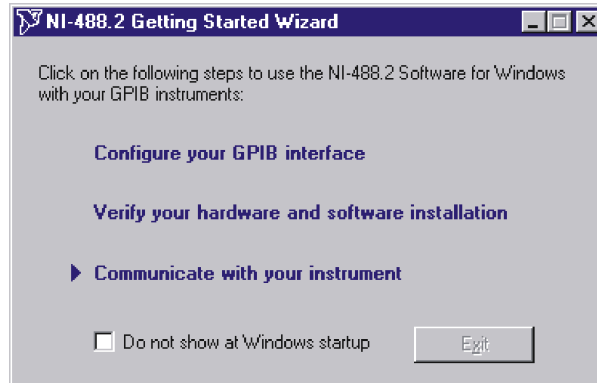 NI-488.2 Getting Started Wizard
Click on the following steps to use the NI-488.2 Software for Windows
with your GPIB instruments:
Configure your GPIB interface
Verify your hardware and software installation
Communicate with your instrument
Do not show at Windows startup
Exit